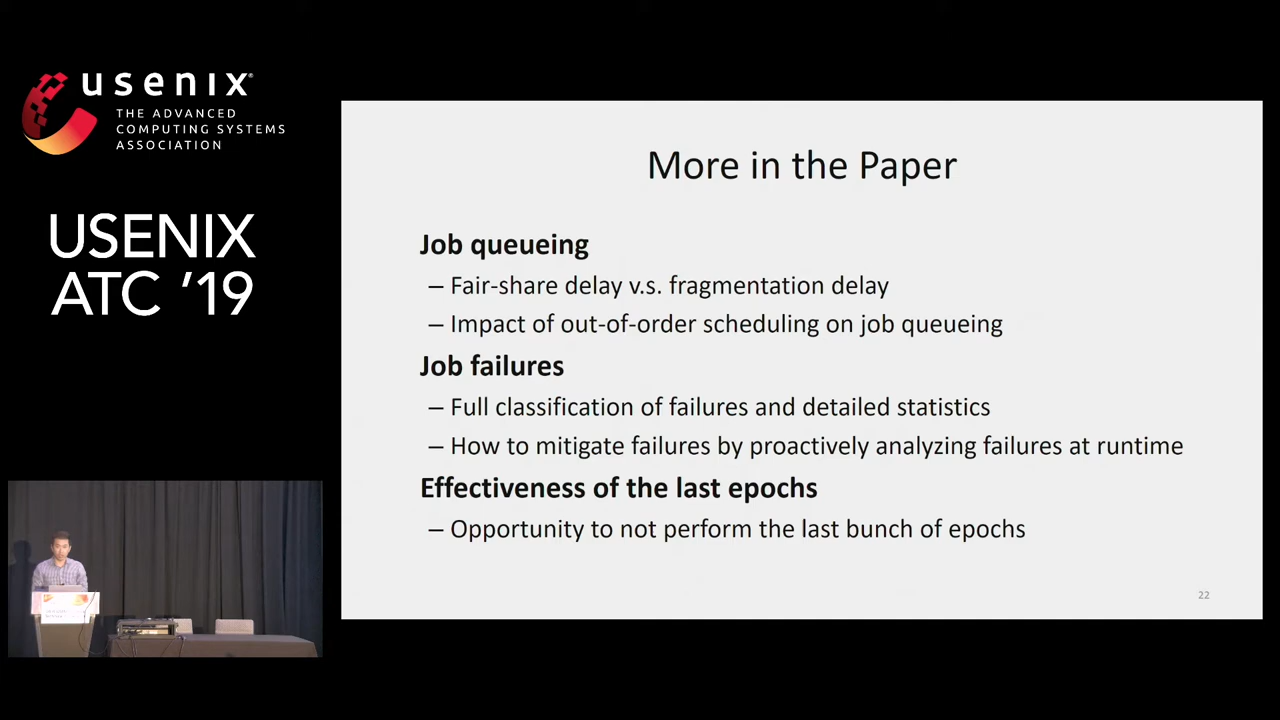 usenix
THE ADVANCED
COMPUTING SYSTEMS
ASSOCIATION
USENIX
ATC ’19
More in the Paper
Job queueing
– Fair-share delay v.s. fragmentation delay
– Impact of out-of-order scheduling on job queueing
Job failures
– Full classification of failures and detailed statistics
– How to mitigate failures by proactively analyzing failures at runtime
Effectiveness of the last epochs
– Opportunity to not perform the last bunch of epochs
22